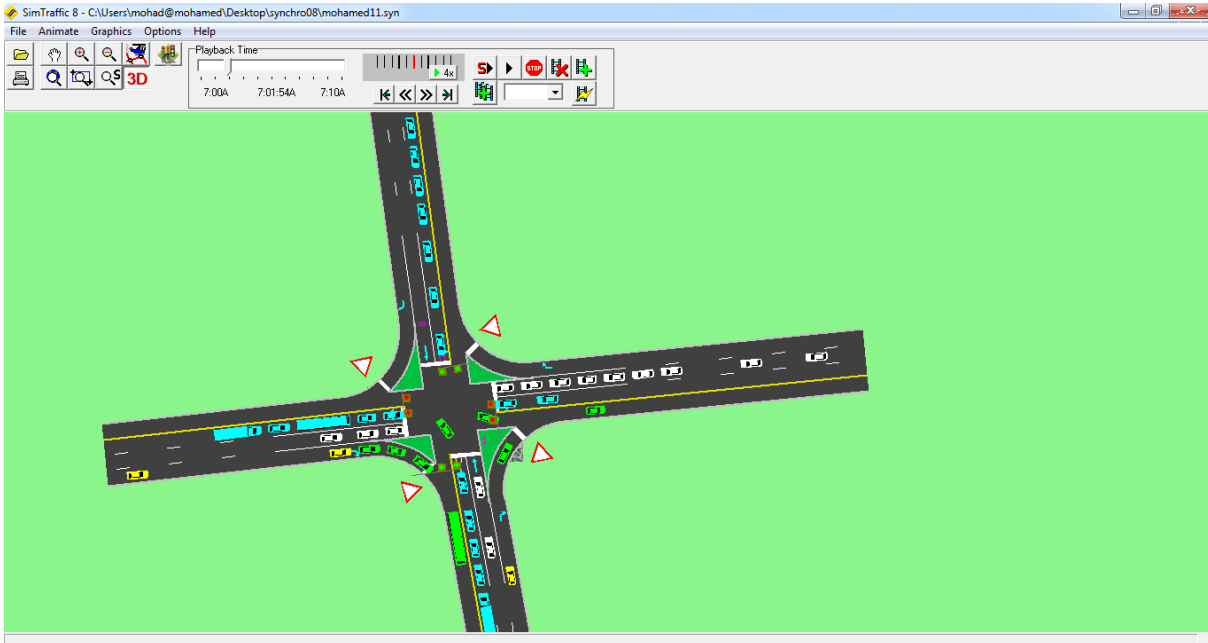 SimTraffic 8 - C:\Users\mohad@mohamed\Desktop\synchro08\mohamed11.syn
File Animate Graphics Options Help
Playback Time
4x
S
STOP
S
3D
7:00A 7:01:54A 7:10A